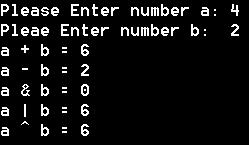 Please Enter number a: 4
Pleae Enter number b:  2
a + b = 6
a - b = 2
a & b = 0
a | b = 6
a ^ b = 6